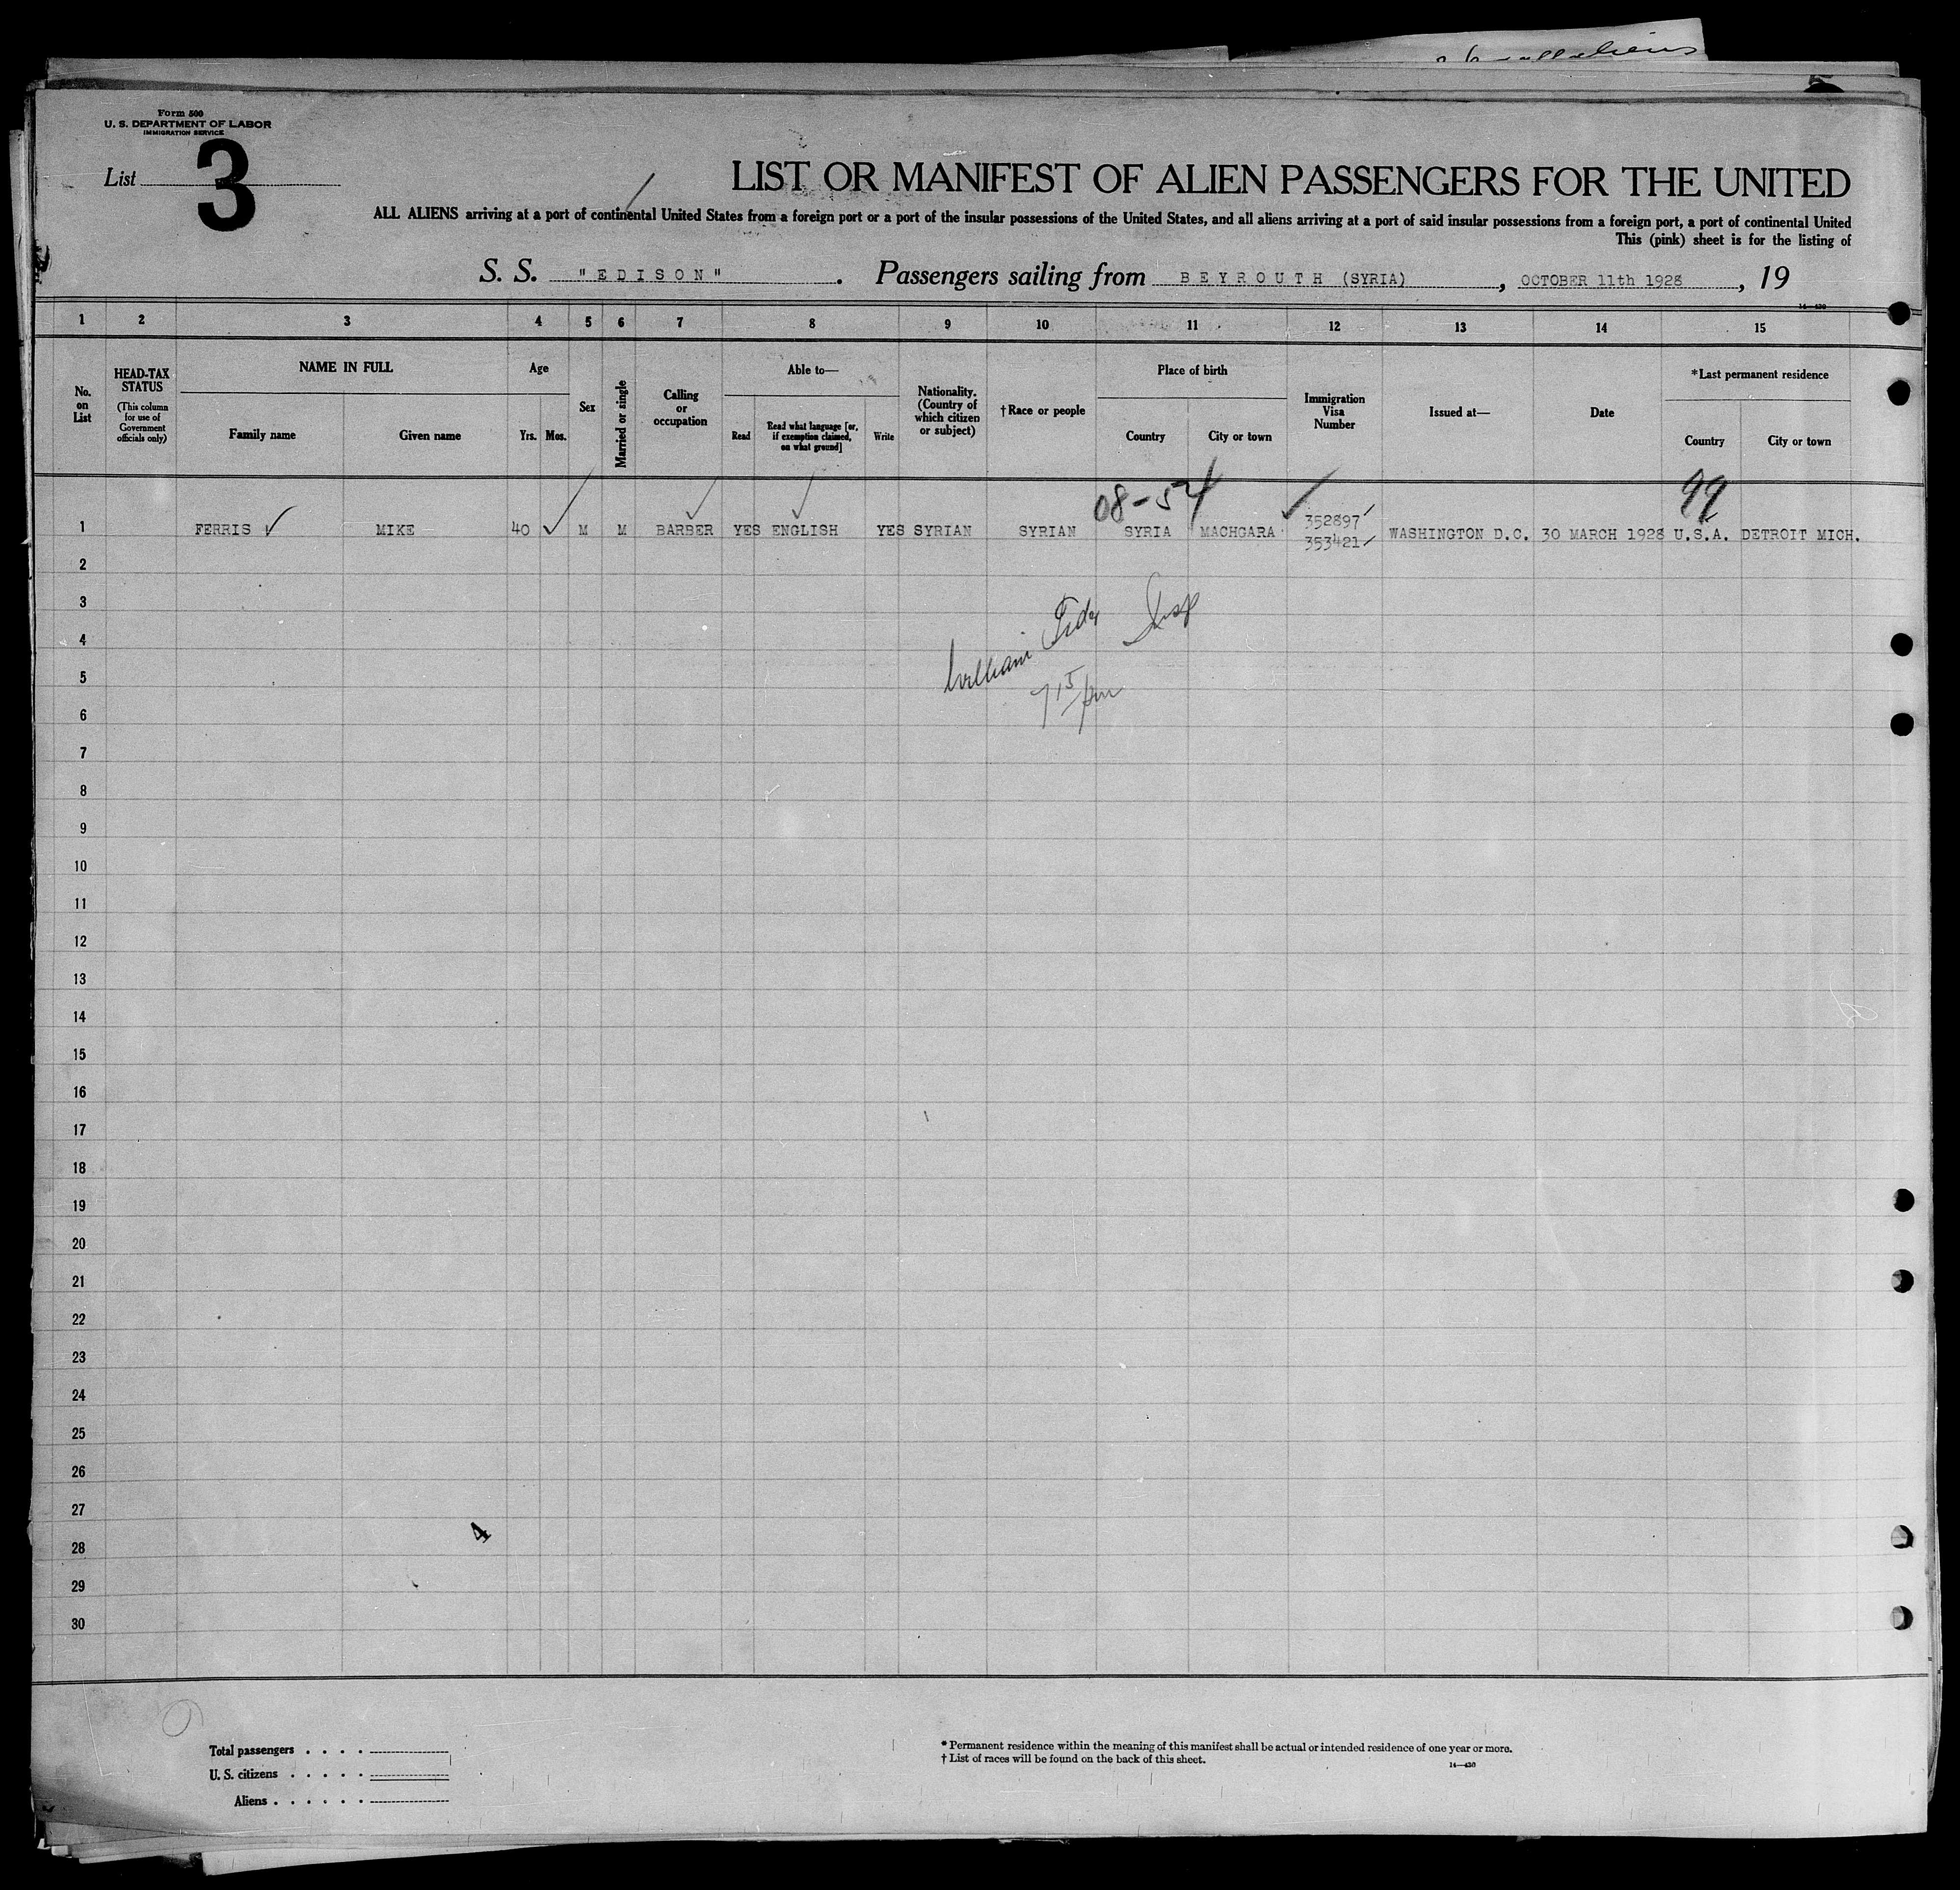 Form 500
U. S. DEPARTMENT OF LABOR
IMMIGRATION SERVICE
List 3
LIST OR MANIFEST OF ALIEN PASSENGERS FOR THE UNITED
ALL ALIENS arriving at a port of continental United States from a foreign port or a port of the insular possessions of the United States, and all aliens arriving at a port of said insular possessions from a foreign port, a port of continental United
This (pink) sheet is for the listing of
S. S. "EDISON". Passengers sailing from BEYROUTH (SYRIA), OCTOBER 11th 1928, 19
14—430
1 2 3 4 5 6 7 8 9 10 11 12 13 14 15
No. on List
HEAD-TAX STATUS
(This column for use of Government officials only)
NAME IN FULL
Family name Given name
Age
Yrs. Mos.
Sex
Married or single
Calling or occupation
Able to—
Read
Read what language [or, if exemption claimed, on what ground]
Write
Nationality. (Country of which citizen or subject)
†Race or people
Place of birth
Country City or town
Immigration Visa Number
Issued at—
Date
*Last permanent residence
Country City or town
08-54 99
1 FERRIS ✓ MIKE 40 ✓ M M BARBER YES ENGLISH YES SYRIAN SYRIAN SYRIA MACHGARA 352897 353421 WASHINGTON D.C. 30 MARCH 1928 U.S.A. DETROIT MICH.
2
3
William Insp
4
5
715 pm
6
7
8
9
10
11
12
13
14
15
16
17
18
19
20
21
22
23
24
25
26
27
4
28
29
30
Total passengers . . . .
U. S. citizens . . . . .
Aliens . . . . . .
* Permanent residence within the meaning of this manifest shall be actual or intended residence of one year or more.
† List of races will be found on the back of this sheet.
14—430